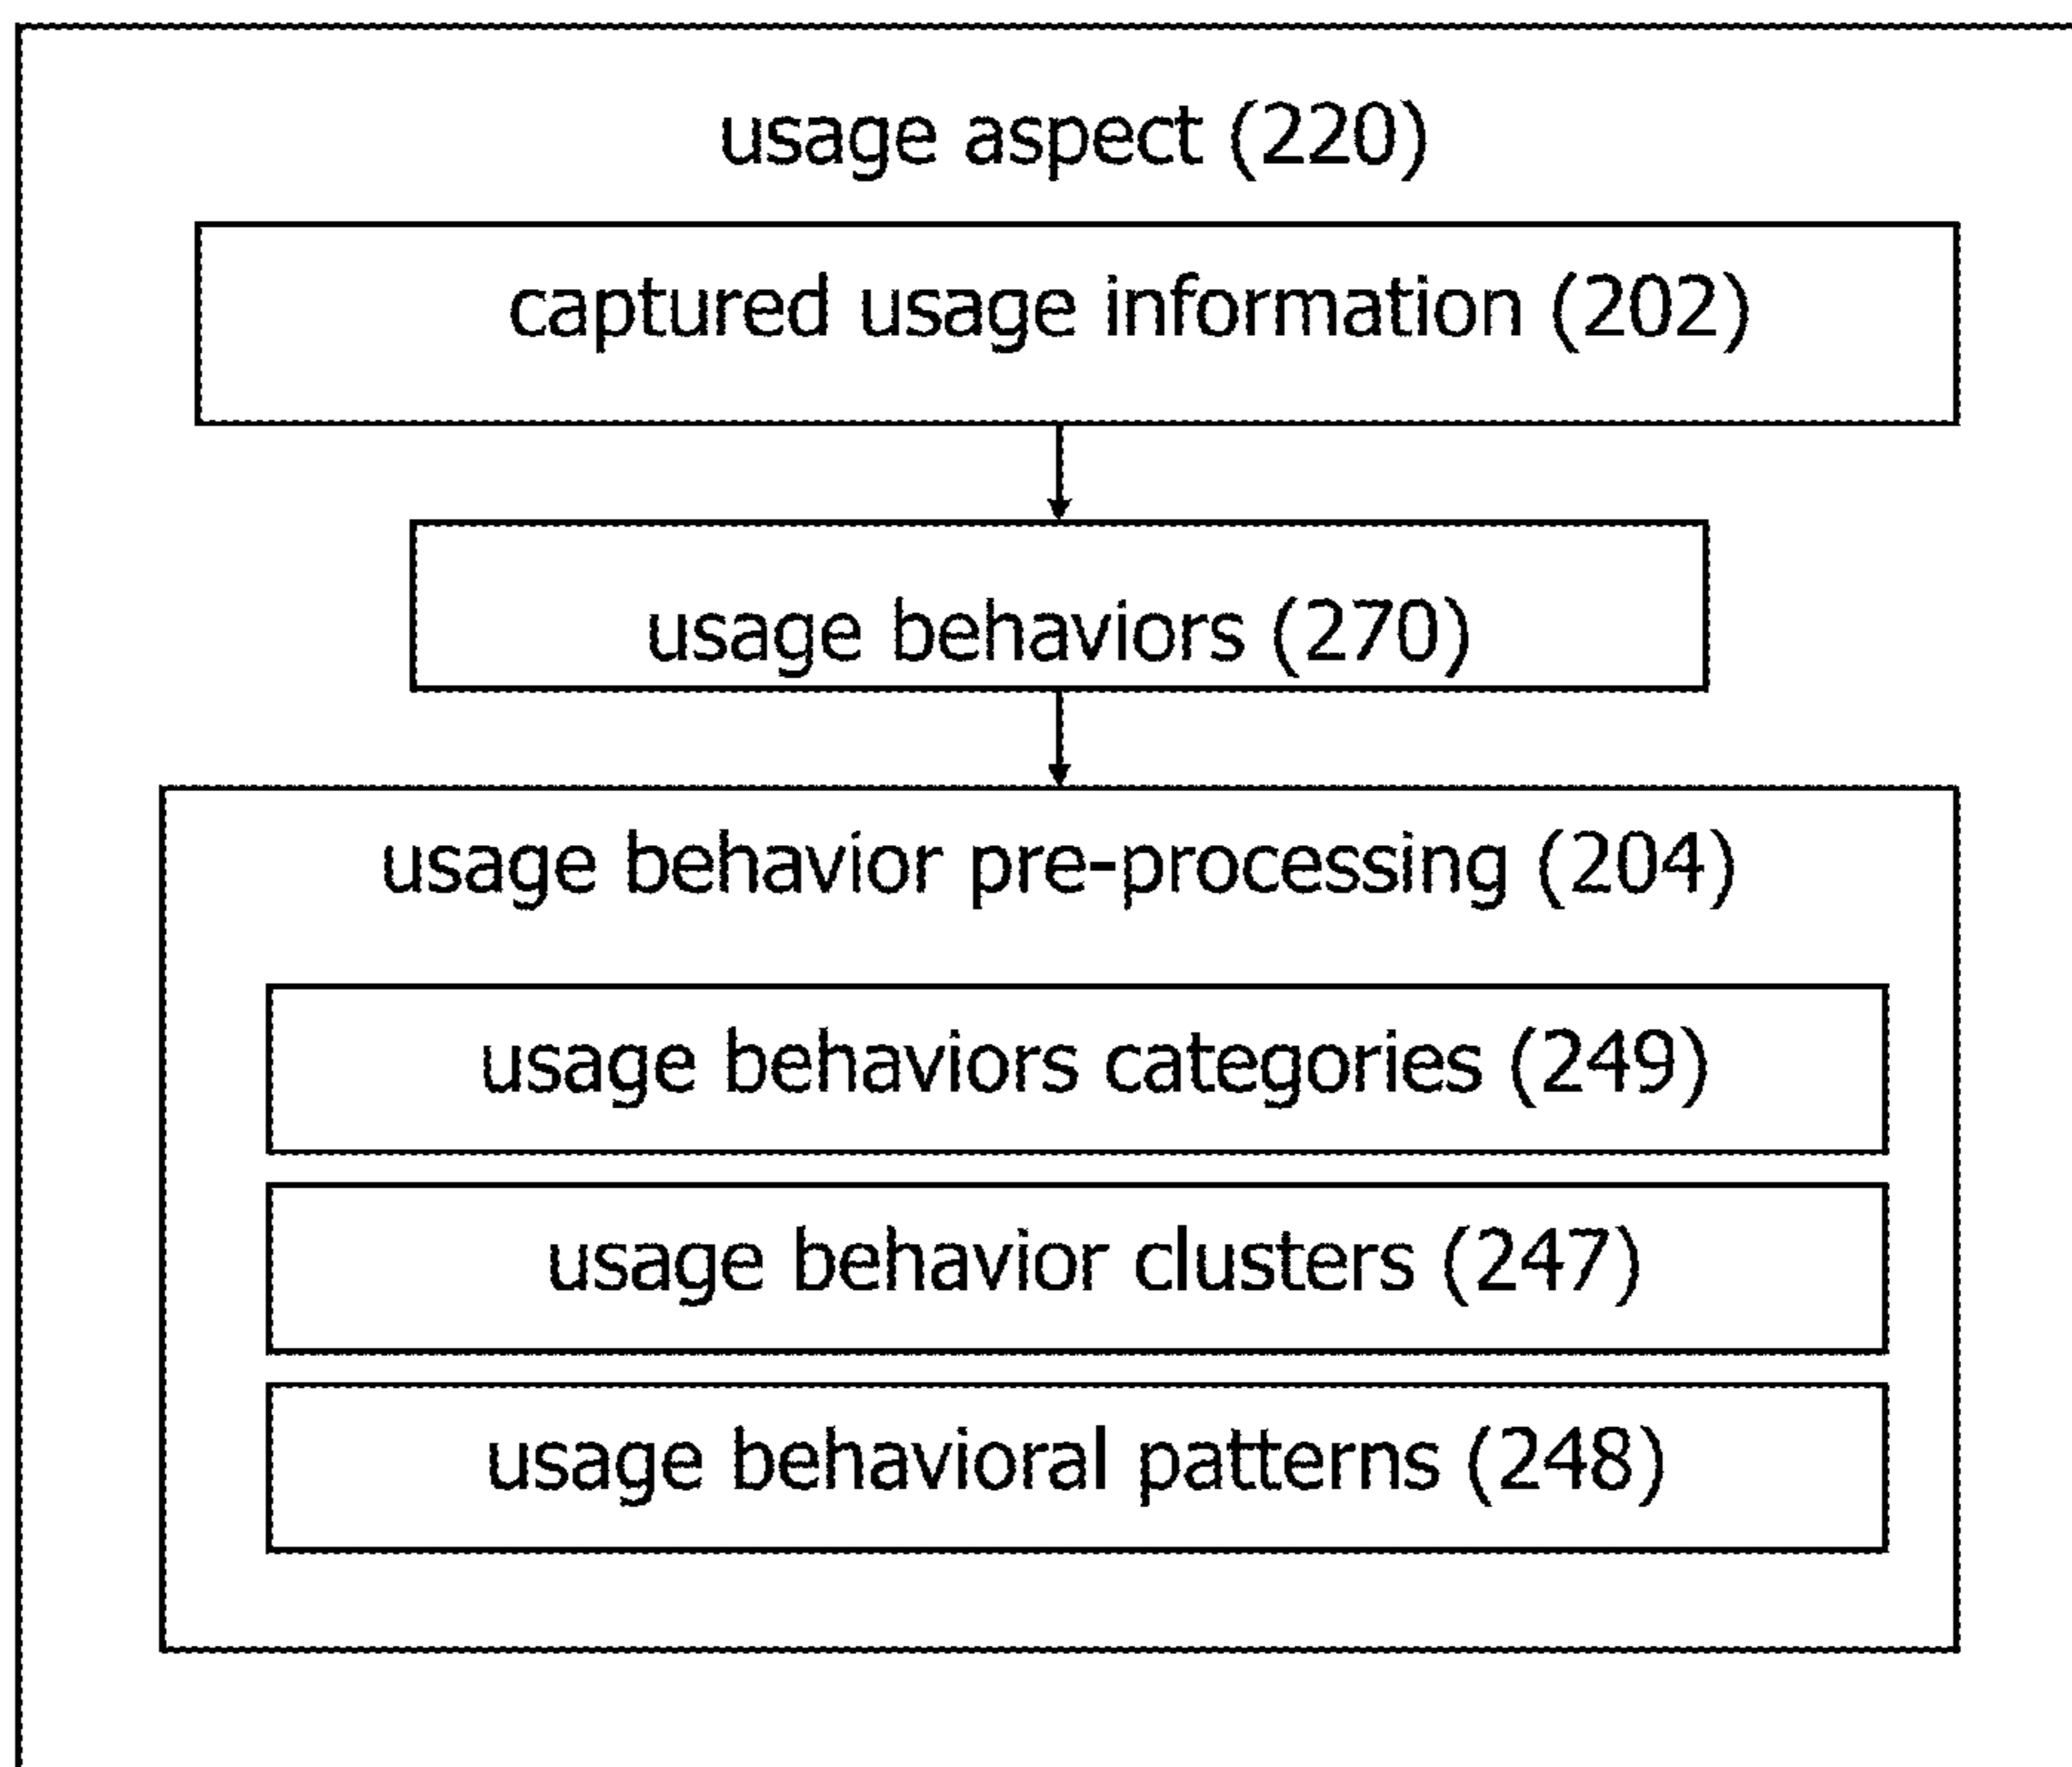 usage aspect (220)
captured usage information (202)
usage behaviors (270)
usage behavior pre-processing (204)
usage behaviors categories (249)
usage behavior clusters (247)
usage behavioral patterns (248)